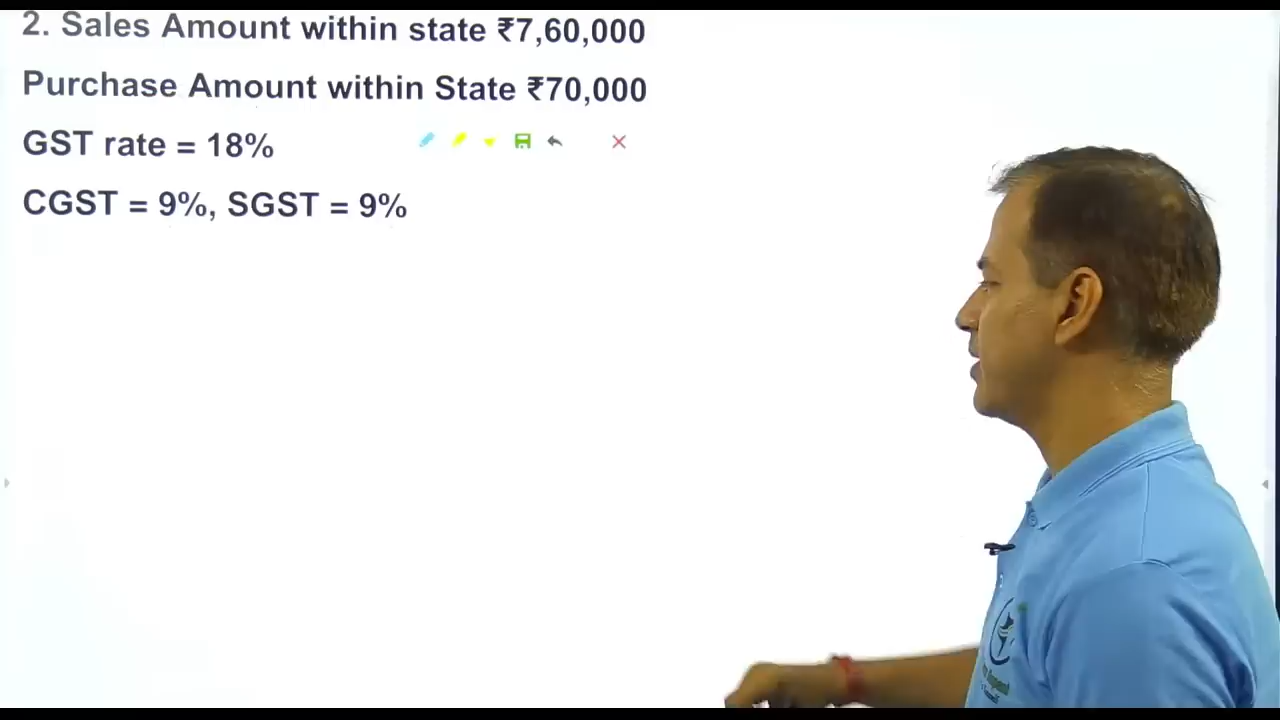 2. Sales Amount within state ₹7,60,000
Purchase Amount within State ₹70,000
GST rate = 18%
CGST = 9%, SGST = 9%